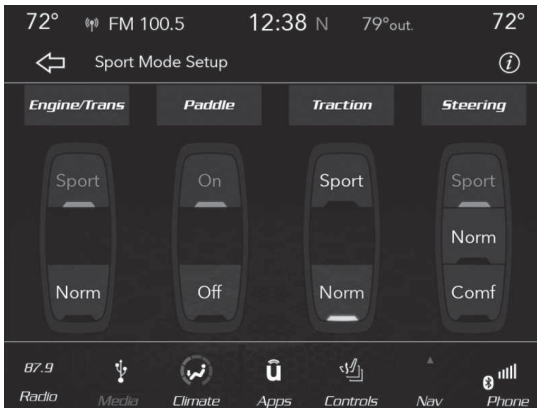 72° FM 100.5 12:38 N 79°out. 72°
Sport Mode Setup i
Engine/Trans Paddle Traction Steering
Sport On Sport Sport
Norm
Norm Off Norm Comf
87.9 û
Radio Media Climate Apps Controls Nav Phone